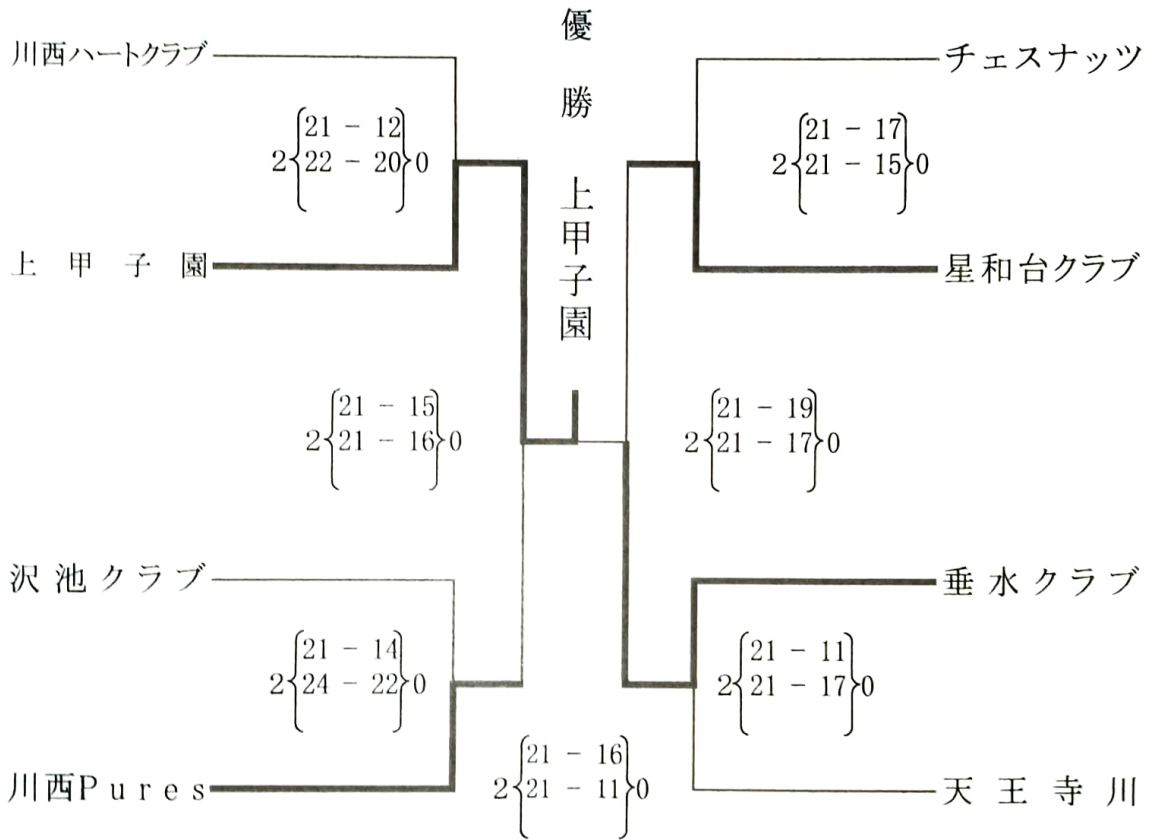 優勝 上甲子園
川西ハートクラブ
21 - 12
2 22 - 20 0
上甲子園
21 - 15
2 21 - 16 0
沢池クラブ
21 - 14
2 24 - 22 0
川西Pures
21 - 16
2 21 - 11 0
チェスナッツ
21 - 17
2 21 - 15 0
星和台クラブ
21 - 19
2 21 - 17 0
垂水クラブ
21 - 11
2 21 - 17 0
天王寺川